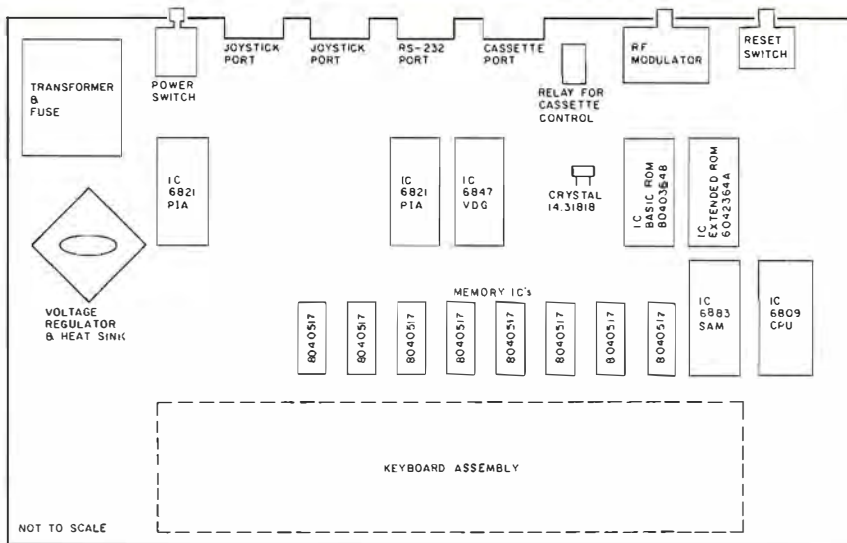 JOYSTICK
PORT
JOYSTICK
PORT
RS-232
PORT
CASSETTE
PORT
RF
MODULATOR
RESET
SWITCH
TRANSFORMER
&
FUSE
POWER
SWITCH
RELAY FOR
CASSETTE
CONTROL
IC
6821
PIA
IC
6821
PIA
IC
6847
VDG
CRYSTAL
14.31818
IC
BASIC ROM
8040364B
IC
EXTENDED ROM
6042364A
VOLTAGE
REGULATOR
& HEAT SINK
MEMORY IC's
8040517
8040517
8040517
8040517
8040517
8040517
8040517
8040517
IC
6883
SAM
IC
6809
CPU
KEYBOARD ASSEMBLY
NOT TO SCALE